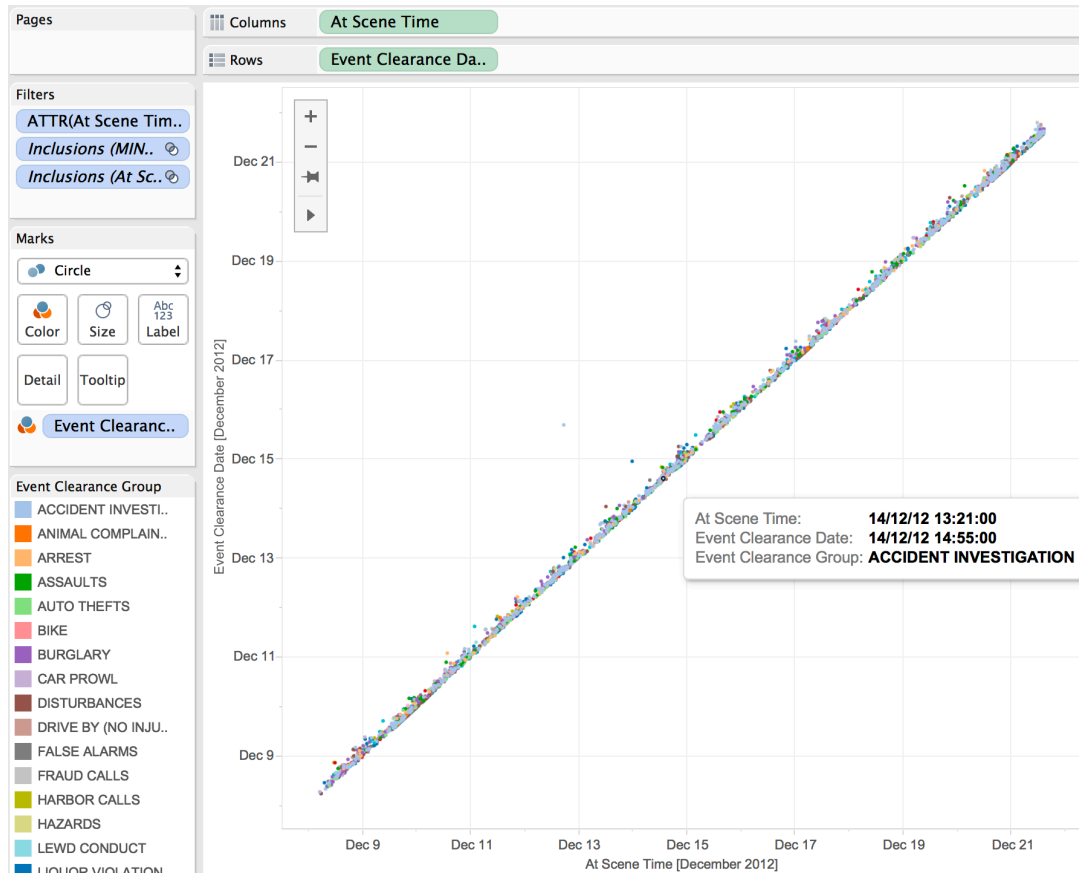 Pages
Columns
At Scene Time
Rows
Event Clearance Da..
Filters
ATTR(At Scene Tim..
Inclusions (MIN..
Inclusions (At Sc..
Marks
Circle
Color
Size
Abc
123
Label
Detail
Tooltip
Event Clearanc..
Event Clearance Group
ACCIDENT INVESTI..
ANIMAL COMPLAIN..
ARREST
ASSAULTS
AUTO THEFTS
BIKE
BURGLARY
CAR PROWL
DISTURBANCES
DRIVE BY (NO INJU..
FALSE ALARMS
FRAUD CALLS
HARBOR CALLS
HAZARDS
LEWD CONDUCT
LIQUOR VIOLATION
Event Clearance Date [December 2012]
Dec 21
Dec 19
Dec 17
Dec 15
Dec 13
Dec 11
Dec 9
At Scene Time: 14/12/12 13:21:00
Event Clearance Date: 14/12/12 14:55:00
Event Clearance Group: ACCIDENT INVESTIGATION
Dec 9 Dec 11 Dec 13 Dec 15 Dec 17 Dec 19 Dec 21
At Scene Time [December 2012]